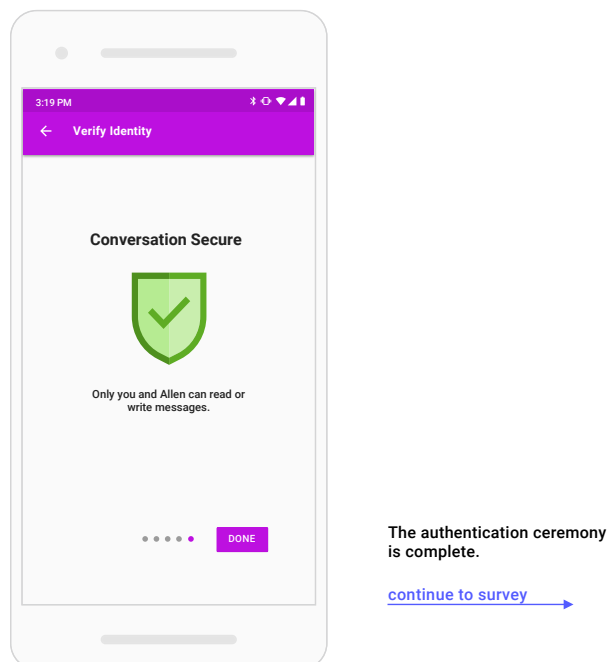 3:19 PM
Verify Identity
Conversation Secure
Only you and Allen can read or
write messages.
DONE
The authentication ceremony
is complete.
continue to survey